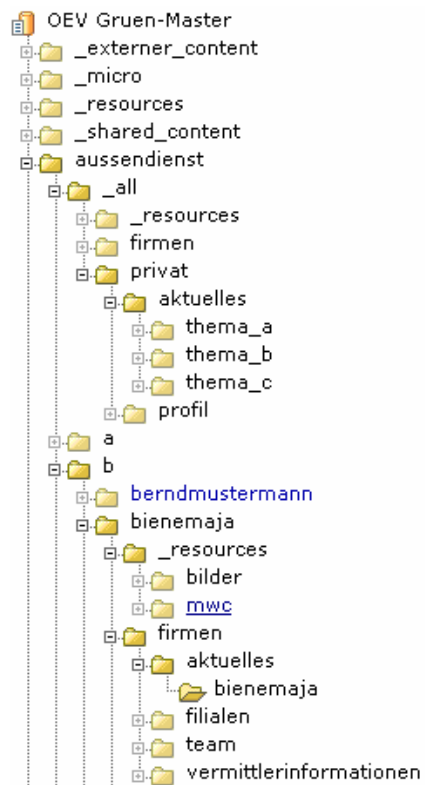 OEV Gruen-Master
_externer_content
_micro
_resources
_shared_content
aussendienst
_all
_resources
firmen
privat
aktuelles
thema_a
thema_b
thema_c
profil
a
b
berndmustermann
bienemaja
_resources
bilder
mwc
firmen
aktuelles
bienemaja
filialen
team
vermittlerinformationen